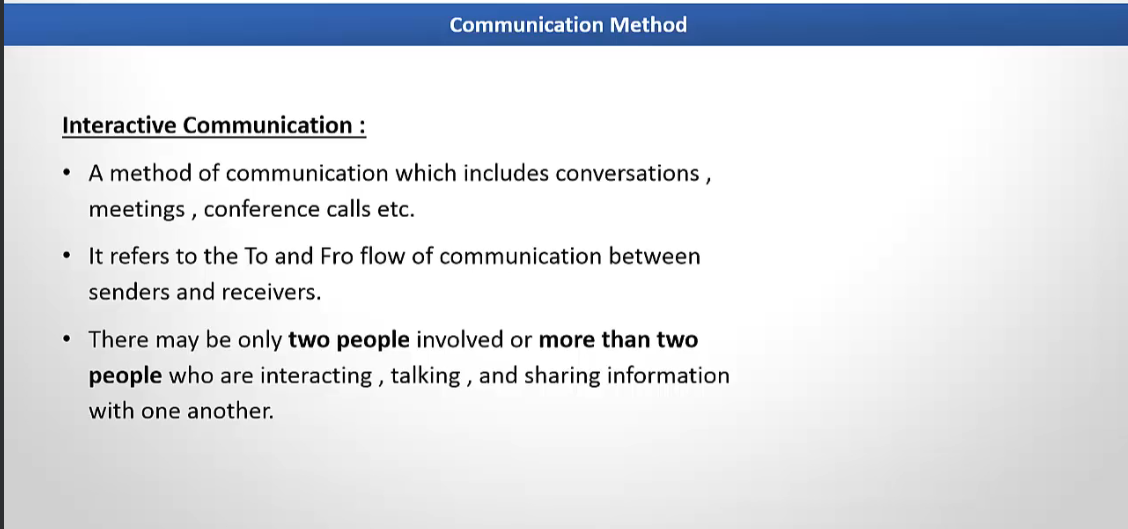 Communication Method
Interactive Communication :
• A method of communication which includes conversations ,
meetings , conference calls etc.
• It refers to the To and Fro flow of communication between
senders and receivers.
• There may be only two people involved or more than two
people who are interacting , talking , and sharing information
with one another.